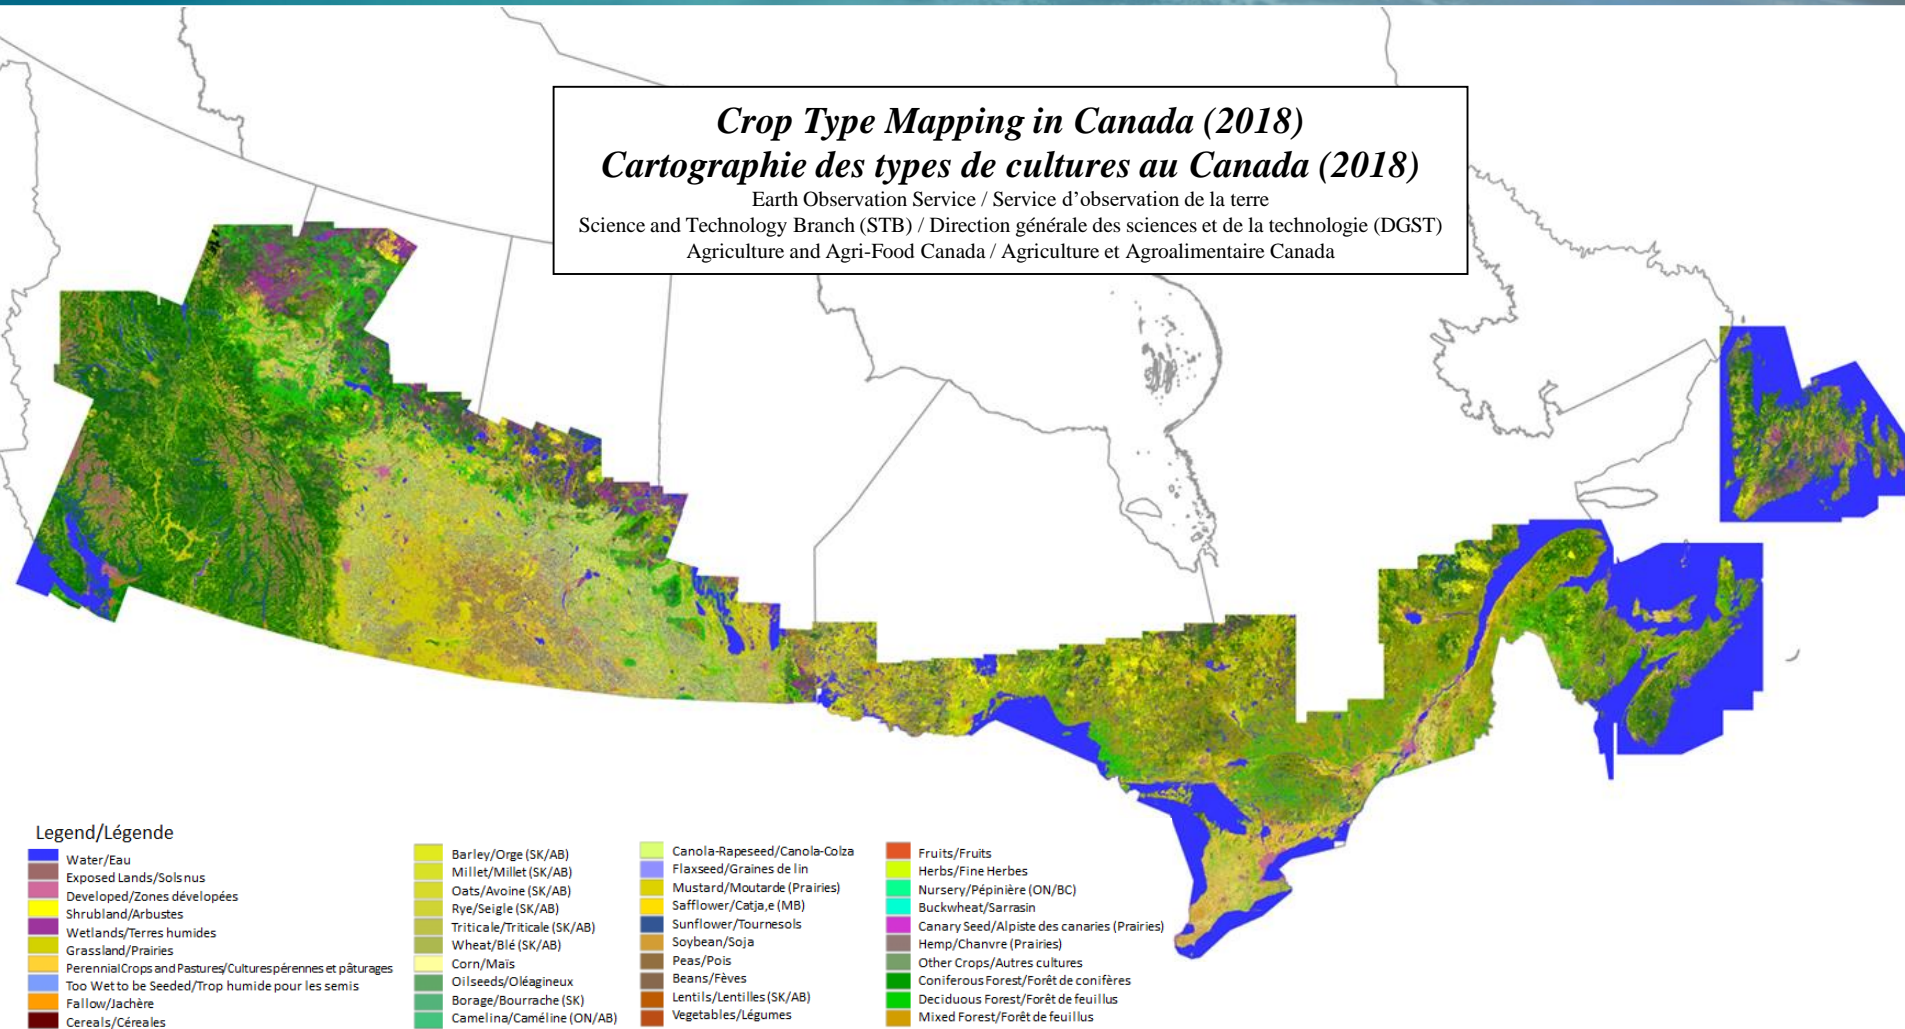 Crop Type Mapping in Canada (2018)
Cartographie des types de cultures au Canada (2018)
Earth Observation Service / Service d'observation de la terre
Science and Technology Branch (STB) / Direction générale des sciences et de la technologie (DGST)
Agriculture and Agri-Food Canada / Agriculture et Agroalimentaire Canada
Legend/Légende
Water/Eau
Exposed Lands/Sols nus
Developed/Zones dévelopées
Shrubland/Arbustes
Wetlands/Terres humides
Grassland/Prairies
Perennial Crops and Pastures/Cultures pérennes et pâturages
Too Wet to be Seeded/Trop humide pour les semis
Fallow/Jachère
Cereals/Céreales
Barley/Orge (SK/AB)
Millet/Millet (SK/AB)
Oats/Avoine (SK/AB)
Rye/Seigle (SK/AB)
Triticale/Triticale (SK/AB)
Wheat/Blé (SK/AB)
Corn/Maïs
Oilseeds/Oléagineux
Borage/Bourrache (SK)
Camelina/Caméline (ON/AB)
Canola-Rapeseed/Canola-Colza
Flaxseed/Graines de lin
Mustard/Moutarde (Prairies)
Safflower/Catja,e (MB)
Sunflower/Tournesols
Soybean/Soja
Peas/Pois
Beans/Fèves
Lentils/Lentilles (SK/AB)
Vegetables/Légumes
Fruits/Fruits
Herbs/Fine Herbes
Nursery/Pépinière (ON/BC)
Buckwheat/Sarrasin
Canary Seed/Alpiste des canaries (Prairies)
Hemp/Chanvre (Prairies)
Other Crops/Autres cultures
Coniferous Forest/Forêt de conifères
Deciduous Forest/Forêt de feuillus
Mixed Forest/Forêt de feuillus